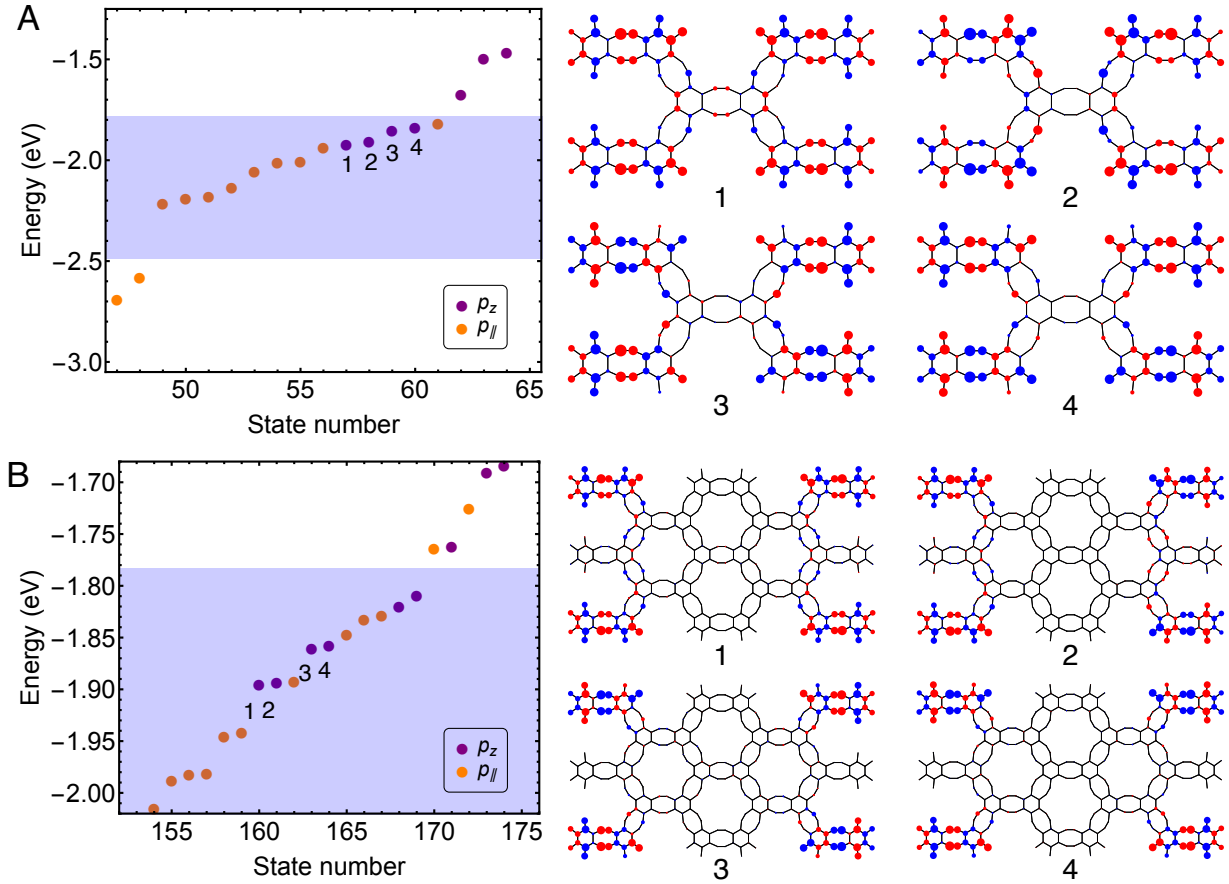 A
Energy (eV)
−1.5
−2.0
−2.5
−3.0
1 2 3 4
p_z
p_∥
50 55 60 65
State number
1 2
3 4
B
Energy (eV)
−1.70
−1.75
−1.80
−1.85
−1.90
−1.95
−2.00
3 4
1 2
p_z
p_∥
155 160 165 170 175
State number
1 2
3 4